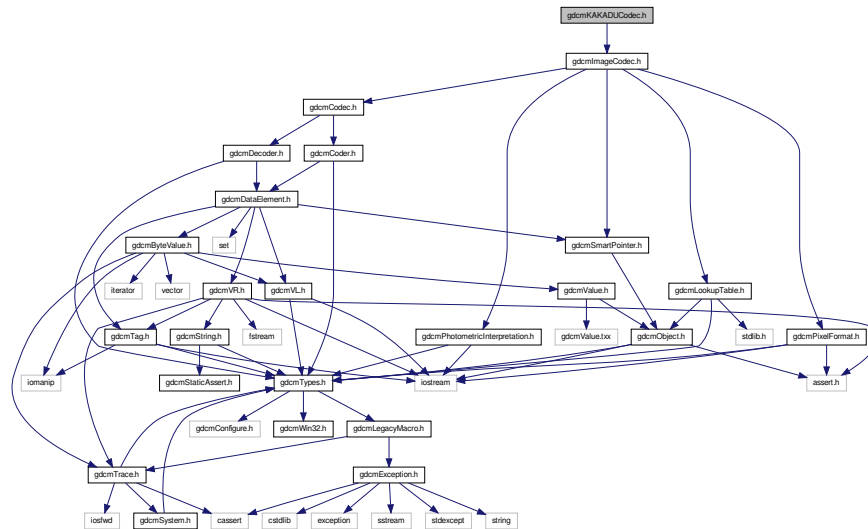 gdcmKAKADUCodec.h
gdcmImageCodec.h
gdcmCodec.h
gdcmDecoder.h
gdcmCoder.h
gdcmDataElement.h
gdcmByteValue.h
set
gdcmSmartPointer.h
iterator
vector
gdcmVR.h
gdcmVL.h
gdcmValue.h
gdcmLookupTable.h
gdcmTag.h
gdcmString.h
fstream
gdcmPhotometricInterpretation.h
gdcmValue.txx
gdcmObject.h
stdlib.h
gdcmPixelFormat.h
iomanip
gdcmStaticAssert.h
gdcmTypes.h
iostream
assert.h
gdcmConfigure.h
gdcmWin32.h
gdcmLegacyMacro.h
gdcmTrace.h
gdcmException.h
iosfwd
gdcmSystem.h
cassert
cstdlib
exception
sstream
stdexcept
string